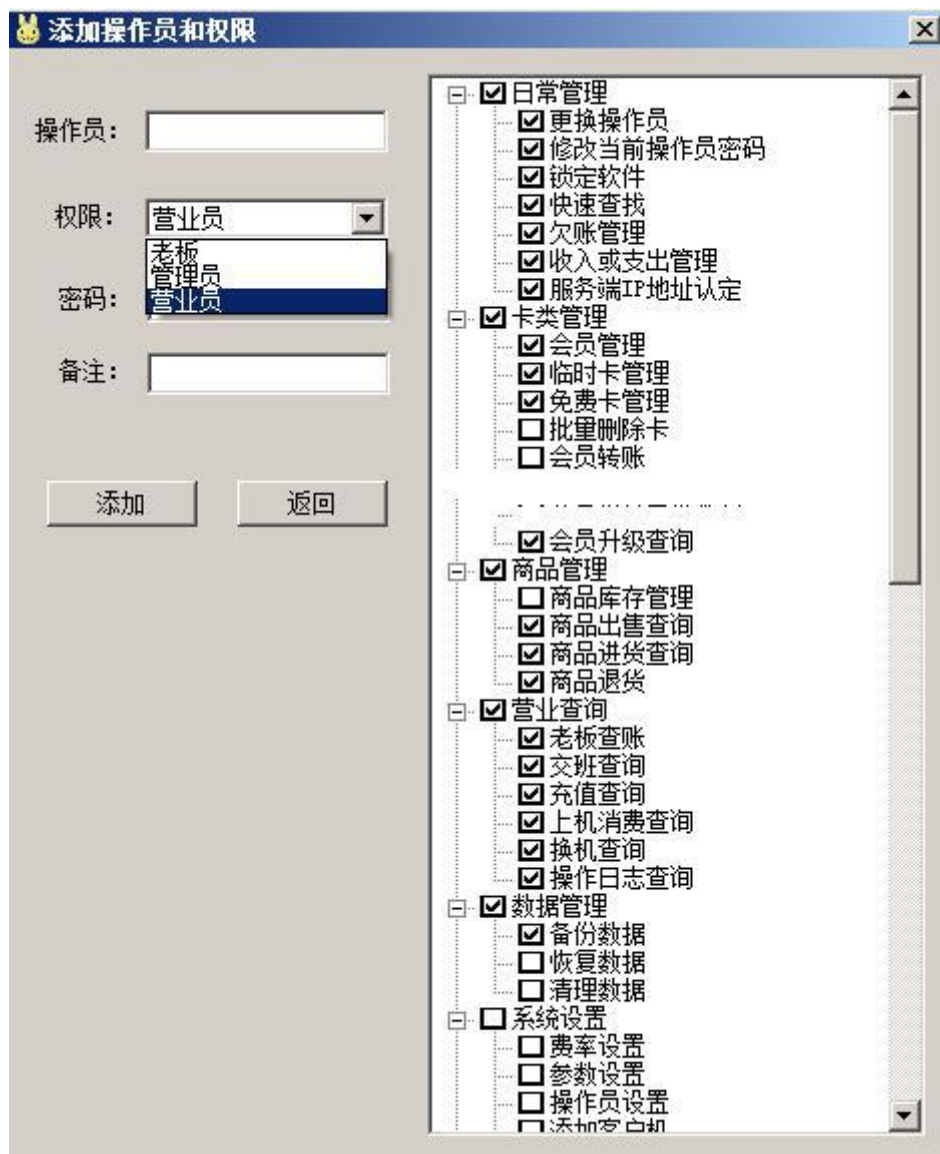 添加操作员和权限
操作员：
权限：
营业员
老板
管理员
营业员
密码：
备注：
添加
返回
日常管理
更换操作员
修改当前操作员密码
锁定软件
快速查找
欠账管理
收入或支出管理
服务端IP地址认定
卡类管理
会员管理
临时卡管理
免费卡管理
批量删除卡
会员转账
会员升级查询
商品管理
商品库存管理
商品出售查询
商品进货查询
商品退货
营业查询
老板查账
交班查询
充值查询
上机消费查询
换机查询
操作日志查询
数据管理
备份数据
恢复数据
清理数据
系统设置
费率设置
参数设置
操作员设置
添加客户机